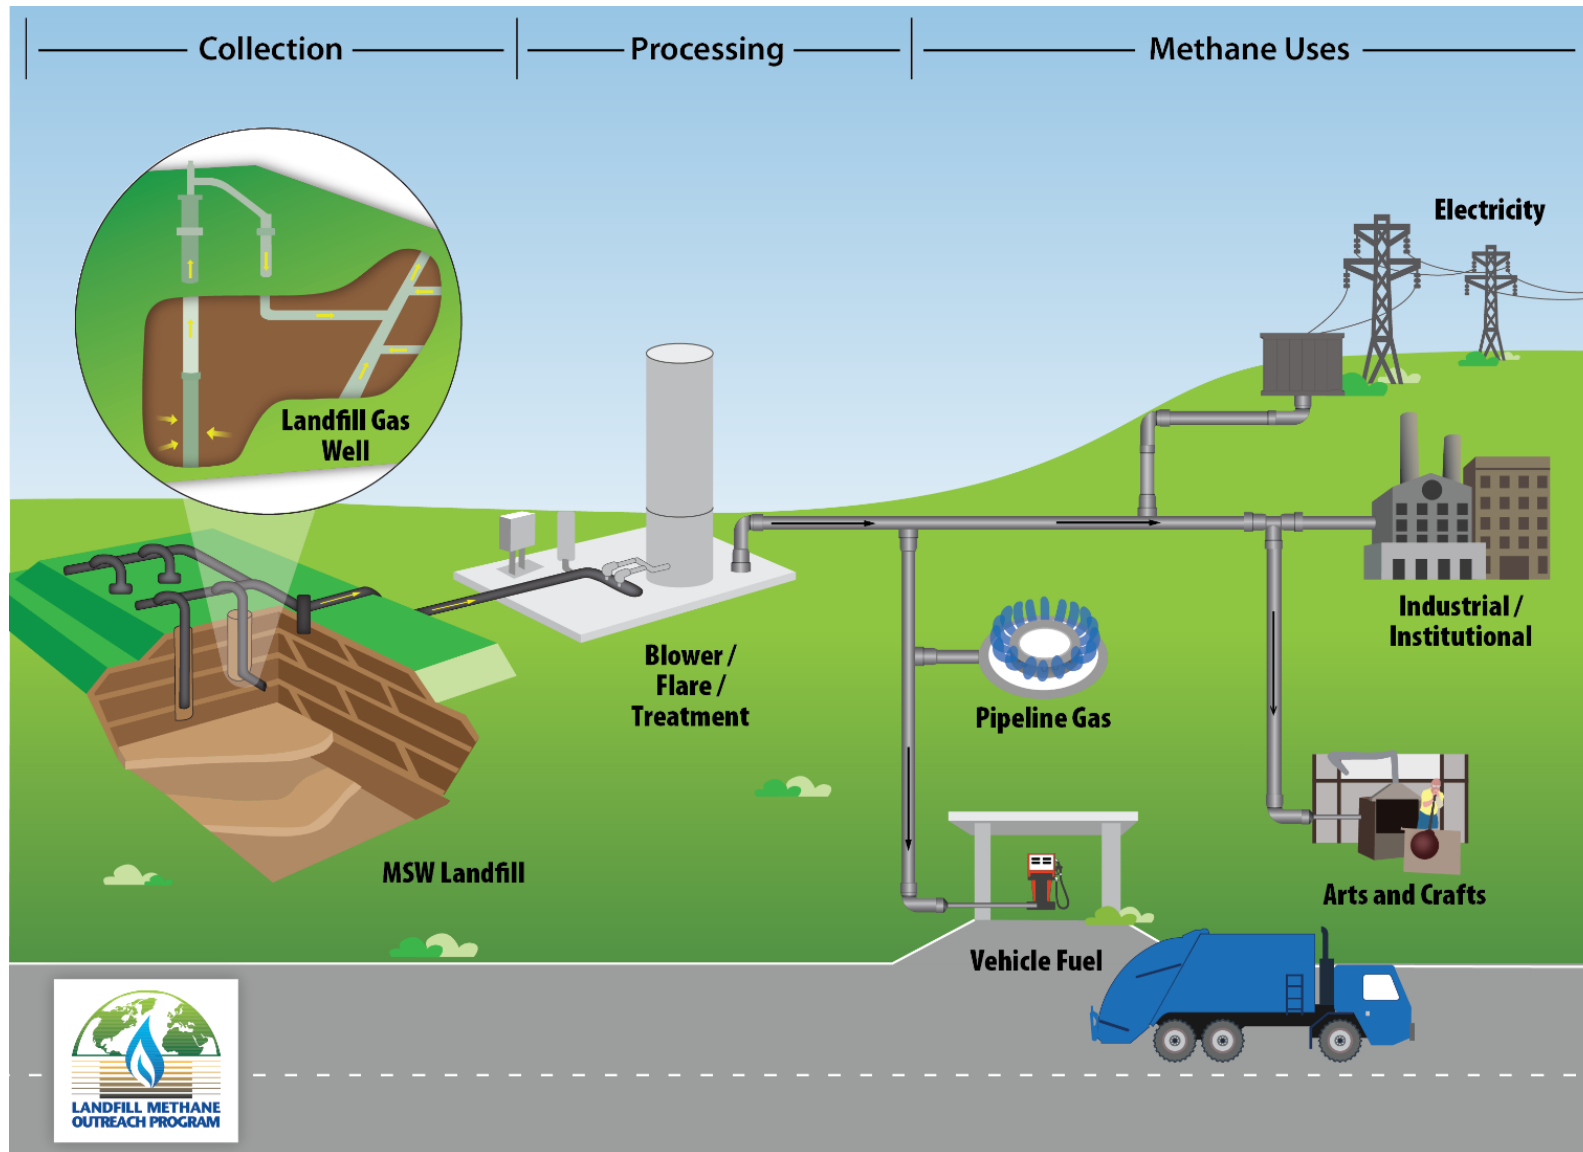 Collection
Processing
Methane Uses
Electricity
Landfill Gas
Well
Industrial /
Institutional
Blower /
Flare /
Treatment
Pipeline Gas
MSW Landfill
Arts and Crafts
Vehicle Fuel
LANDFILL METHANE
OUTREACH PROGRAM